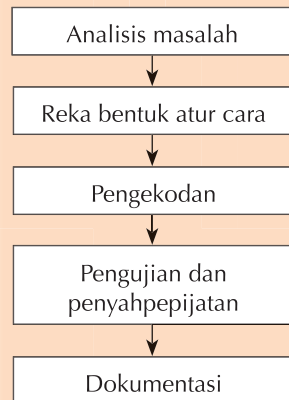 Analisis masalah
Reka bentuk atur cara
Pengekodan
Pengujian dan
penyahpepijatan
Dokumentasi